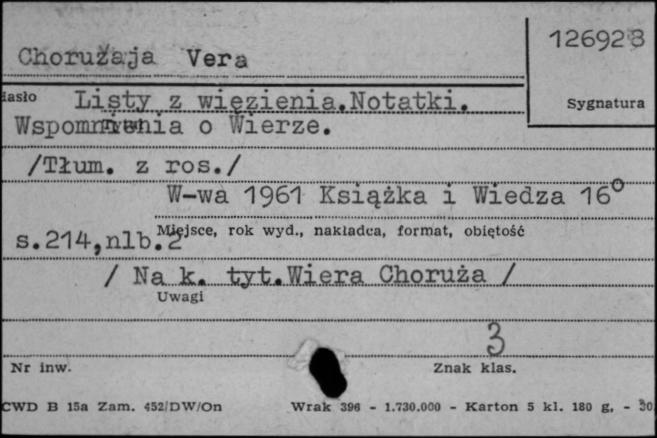 126928
Chorużaja Vera
Hasło
Sygnatura
Listy z więzienia.Notatki.
Wspomnienia o Wierze.
/Tłum. z ros./
W-wa 1961 Książka i Wiedza 16°
Miejsce, rok wyd., nakładca, format, objętość
s.214,nlb.2
/ Na k. tyt.Wiera Choruża /
Uwagi
3
Nr inw.
Znak klas.
CWD B 15a Zam. 452/DW/On Wrak 396 - 1.730.000 - Karton 5 kl. 180 g, - 30.